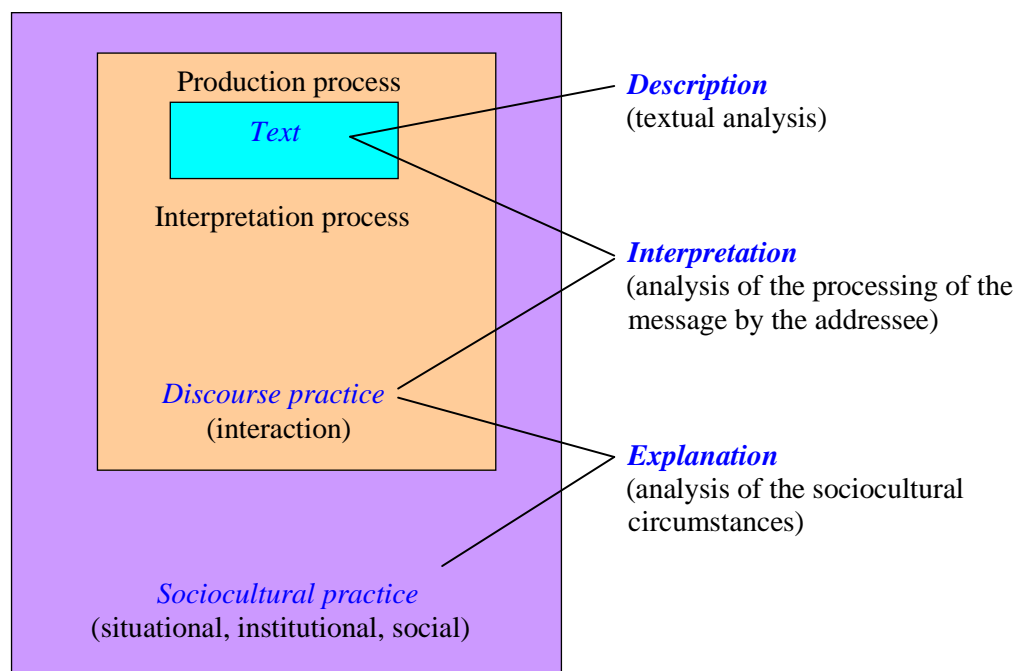 Production process
Text
Interpretation process
Discourse practice
(interaction)
Sociocultural practice
(situational, institutional, social)
Description
(textual analysis)
Interpretation
(analysis of the processing of the
message by the addressee)
Explanation
(analysis of the sociocultural
circumstances)